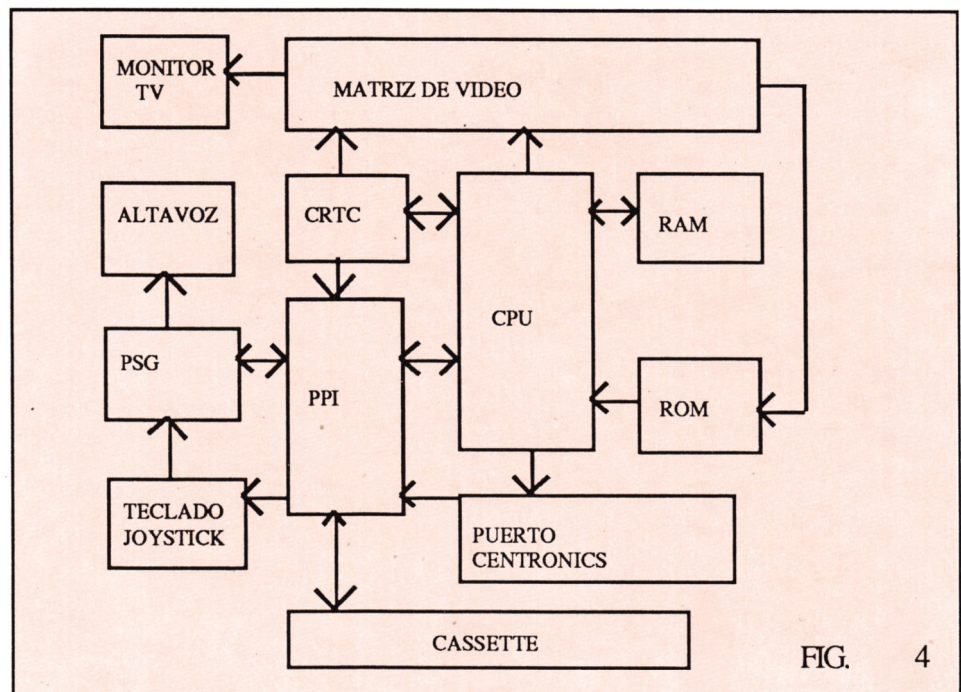 MONITOR
TV
MATRIZ DE VIDEO
ALTAVOZ
CRTC
RAM
CPU
PSG
PPI
ROM
TECLADO
JOYSTICK
PUERTO
CENTRONICS
CASSETTE
FIG. 4